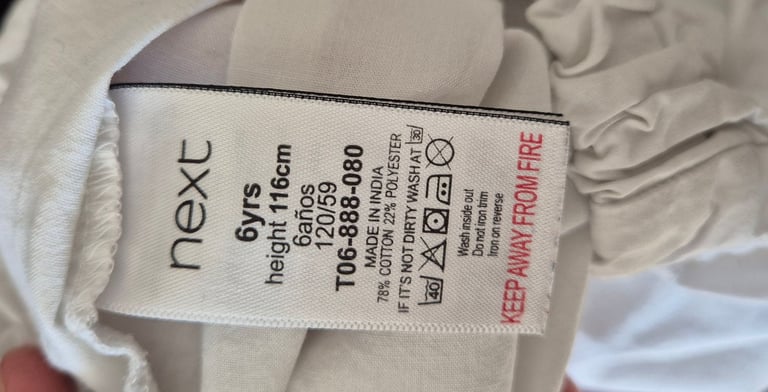 next
6yrs
height 116cm
6años
120/59
T06-888-080
MADE IN INDIA
78% COTTON 22% POLYESTER
IF IT'S NOT DIRTY WASH AT 30
40
Wash inside out
Do not iron trim
Iron on reverse
KEEP AWAY FROM FIRE